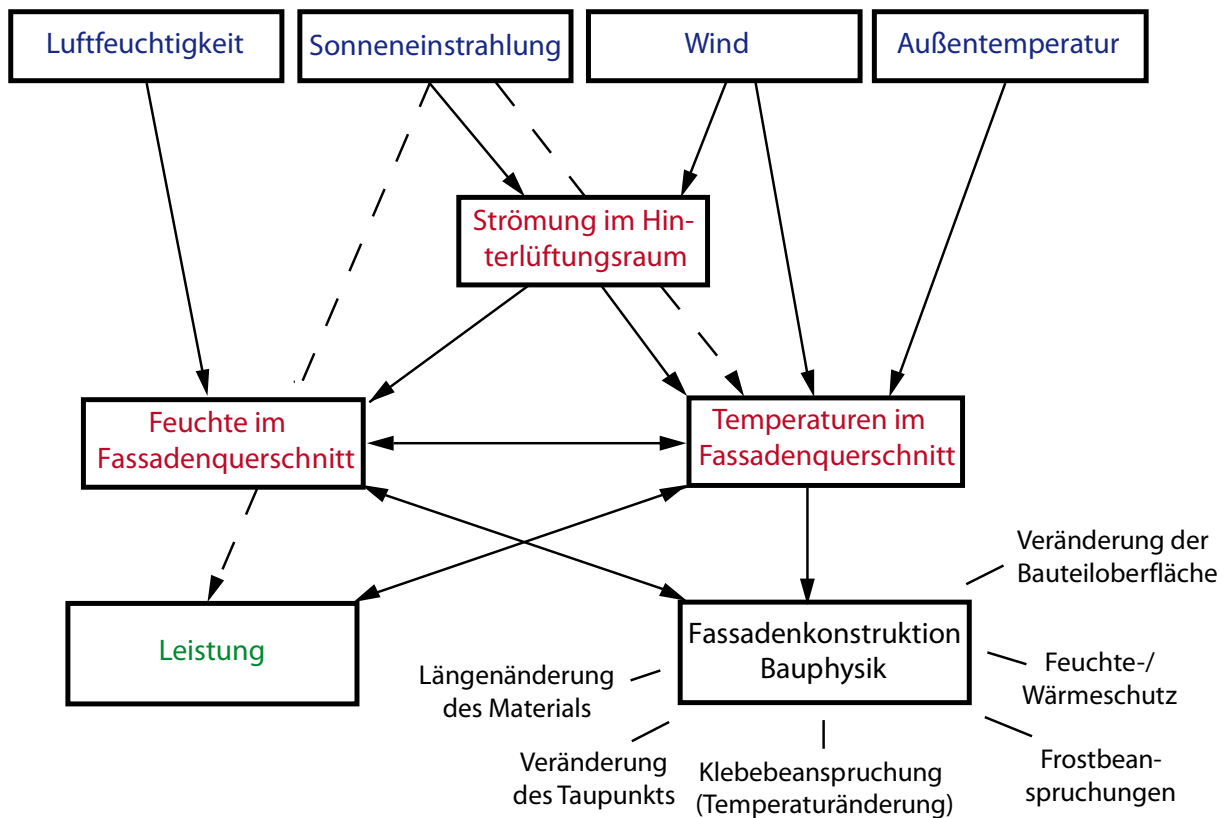 Luftfeuchtigkeit
Sonneneinstrahlung
Wind
Außentemperatur
Strömung im Hin-
terlüftungsraum
Feuchte im
Fassadenquerschnitt
Temperaturen im
Fassadenquerschnitt
Leistung
Fassadenkonstruktion
Bauphysik
Veränderung der
Bauteiloberfläche
Feuchte-/
Wärmeschutz
Frostbean-
spruchungen
Klebebeanspruchung
(Temperaturänderung)
Veränderung
des Taupunkts
Längenänderung
des Materials